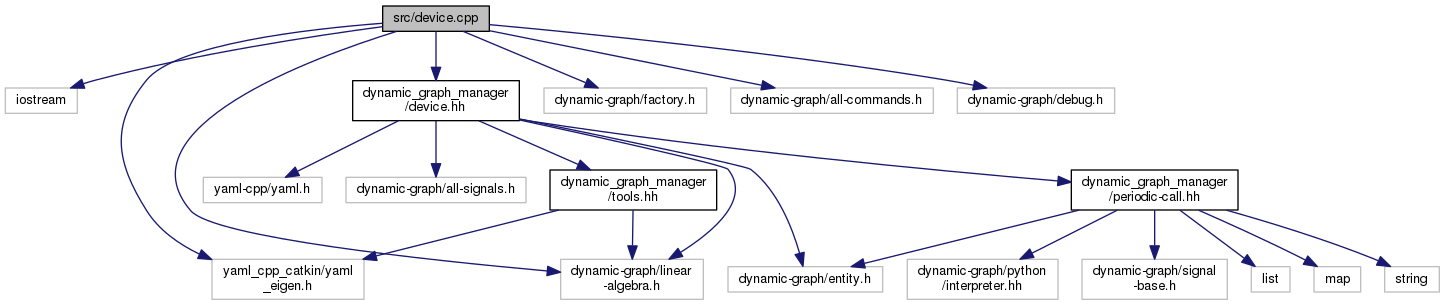 src/device.cpp
iostream
dynamic_graph_manager
/device.hh
dynamic-graph/factory.h
dynamic-graph/all-commands.h
dynamic-graph/debug.h
yaml-cpp/yaml.h
dynamic-graph/all-signals.h
dynamic_graph_manager
/tools.hh
dynamic_graph_manager
/periodic-call.hh
yaml_cpp_catkin/yaml
_eigen.h
dynamic-graph/linear
-algebra.h
dynamic-graph/entity.h
dynamic-graph/python
/interpreter.hh
dynamic-graph/signal
-base.h
list
map
string